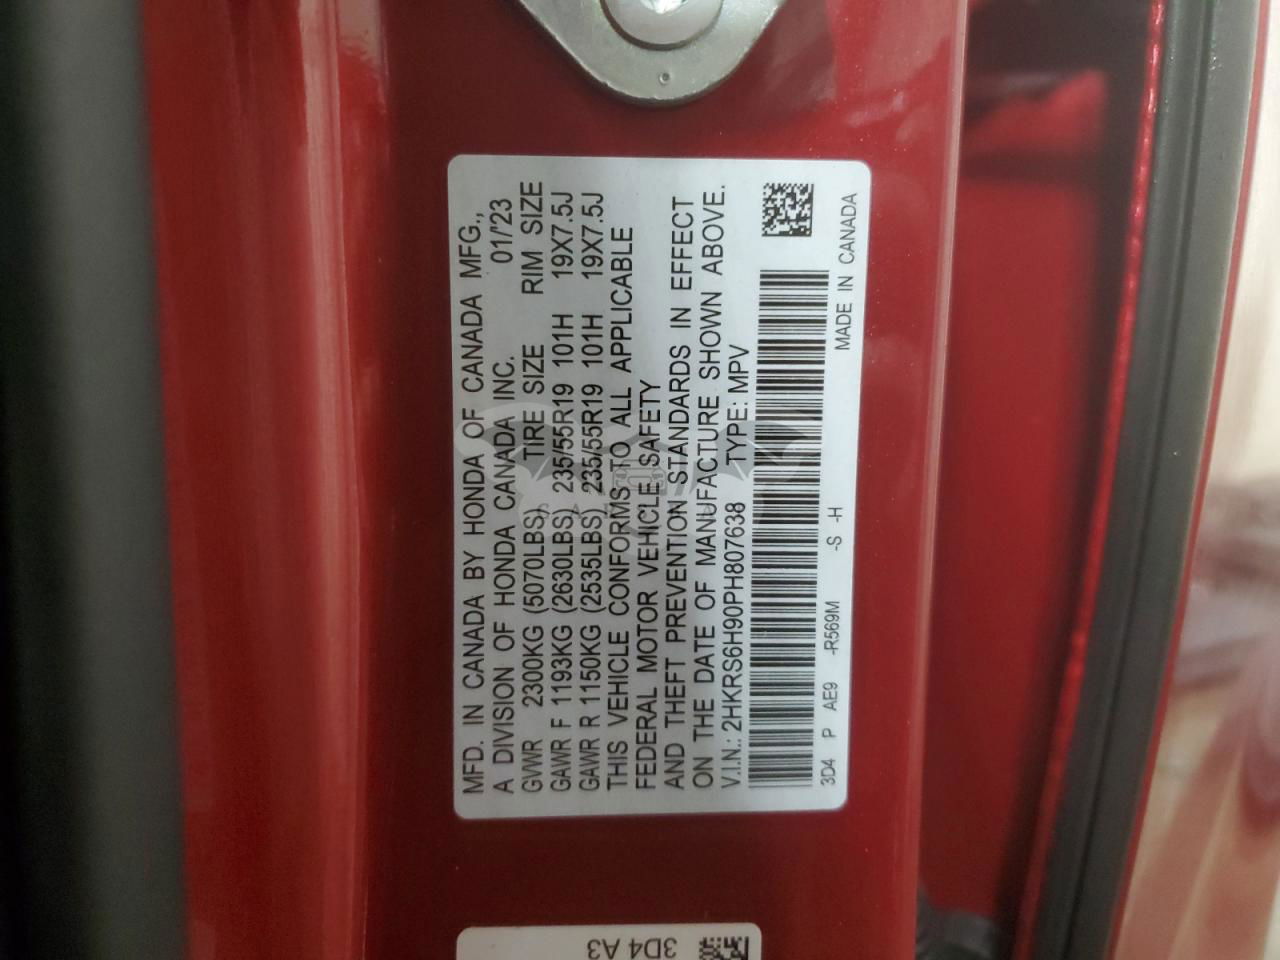 MFD. IN CANADA BY HONDA OF CANADA MFG.,
A DIVISION OF HONDA CANADA INC. 01/'23
GVWR 2300KG (5070LBS) TIRE SIZE RIM SIZE
GAWR F 1193KG (2630LBS) 235/55R19 101H 19X7.5J
GAWR R 1150KG (2535LBS) 235/55R19 101H 19X7.5J
THIS VEHICLE CONFORMS TO ALL APPLICABLE
FEDERAL MOTOR VEHICLE SAFETY
AND THEFT PREVENTION STANDARDS IN EFFECT
ON THE DATE OF MANUFACTURE SHOWN ABOVE.
V.I.N.: 2HKRS6H90PH807638 TYPE: MPV
3D4 P AE9 -R569M -S -H MADE IN CANADA
3D4 A3